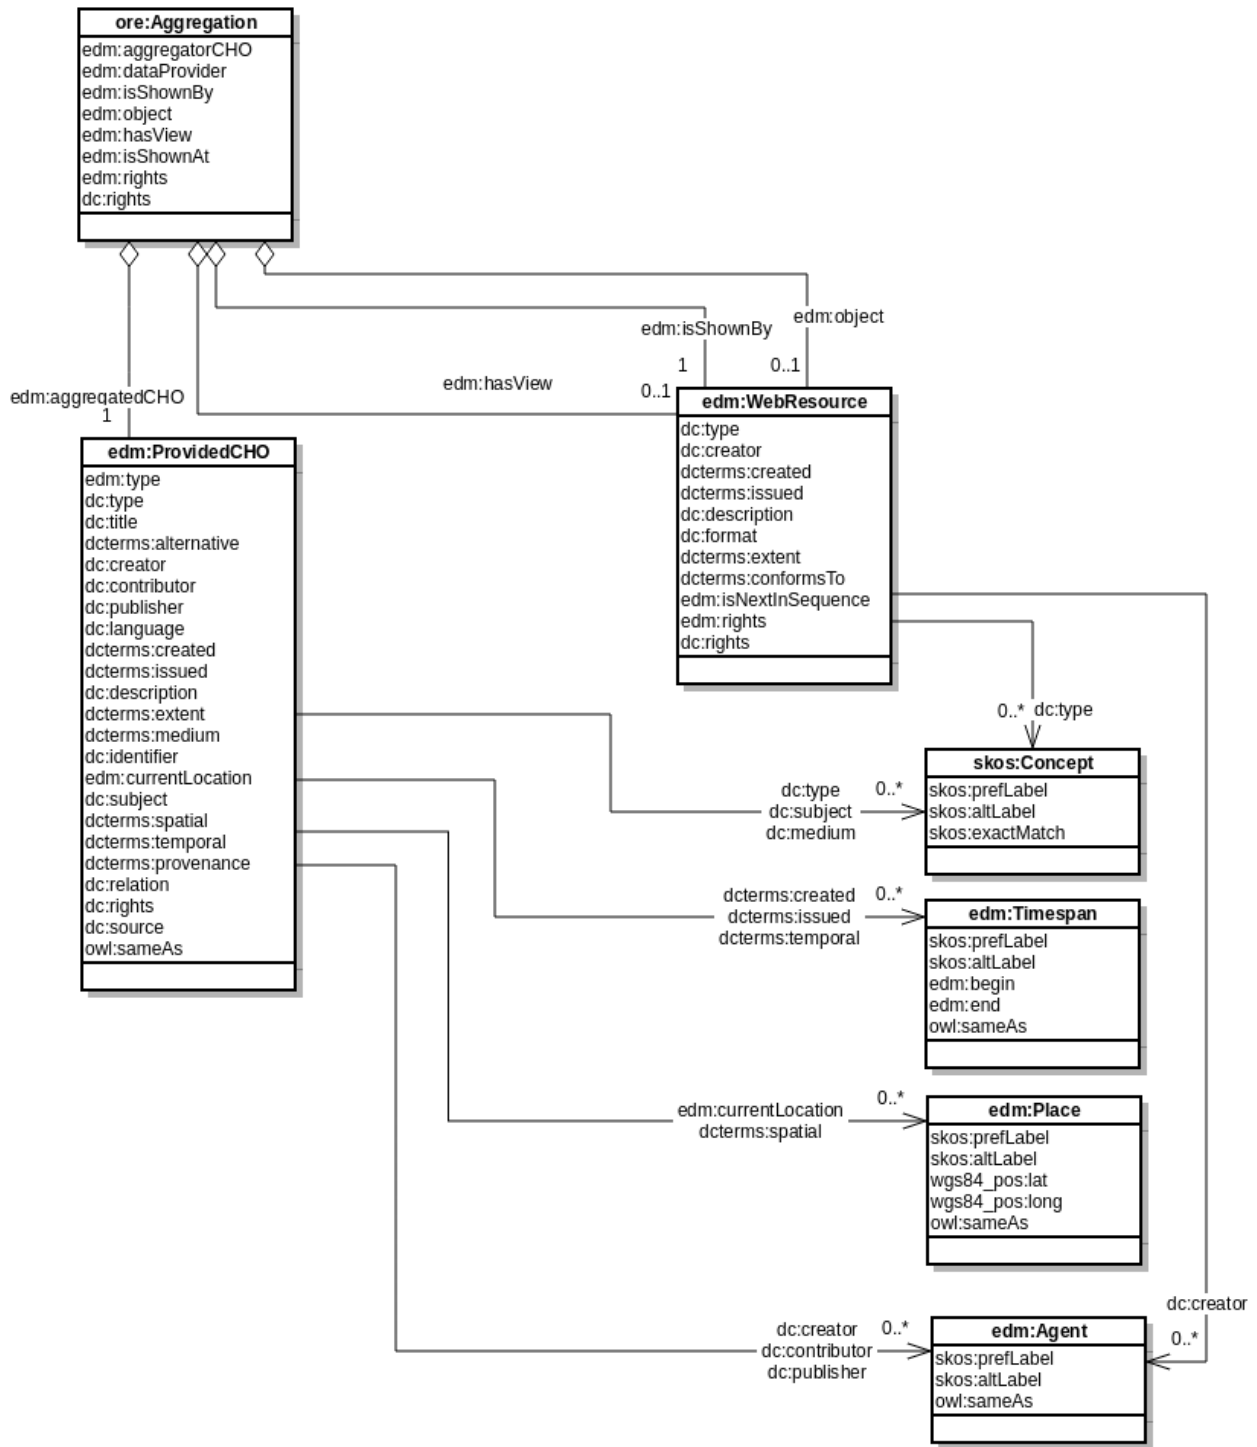 ore:Aggregation
edm:aggregatorCHO
edm:dataProvider
edm:isShownBy
edm:object
edm:hasView
edm:isShownAt
edm:rights
dc:rights
edm:object
edm:isShownBy
1
0..1
edm:hasView
0..1
edm:aggregatedCHO
1
edm:WebResource
dc:type
dc:creator
dcterms:created
dcterms:issued
dc:description
dc:format
dcterms:extent
dcterms:conformsTo
edm:isNextInSequence
edm:rights
dc:rights
edm:ProvidedCHO
edm:type
dc:type
dc:title
dcterms:alternative
dc:creator
dc:contributor
dc:publisher
dc:language
dcterms:created
dcterms:issued
dc:description
dcterms:extent
dcterms:medium
dc:identifier
edm:currentLocation
dc:subject
dcterms:spatial
dcterms:temporal
dcterms:provenance
dc:relation
dc:rights
dc:source
owl:sameAs
0..* dc:type
skos:Concept
skos:prefLabel
skos:altLabel
skos:exactMatch
dc:type
dc:subject
dc:medium
0..*
dcterms:created
dcterms:issued
dcterms:temporal
0..*
edm:Timespan
skos:prefLabel
skos:altLabel
edm:begin
edm:end
owl:sameAs
edm:currentLocation
dcterms:spatial
0..*
edm:Place
skos:prefLabel
skos:altLabel
wgs84_pos:lat
wgs84_pos:long
owl:sameAs
dc:creator
0..*
dc:creator
dc:contributor
dc:publisher
0..*
edm:Agent
skos:prefLabel
skos:altLabel
owl:sameAs